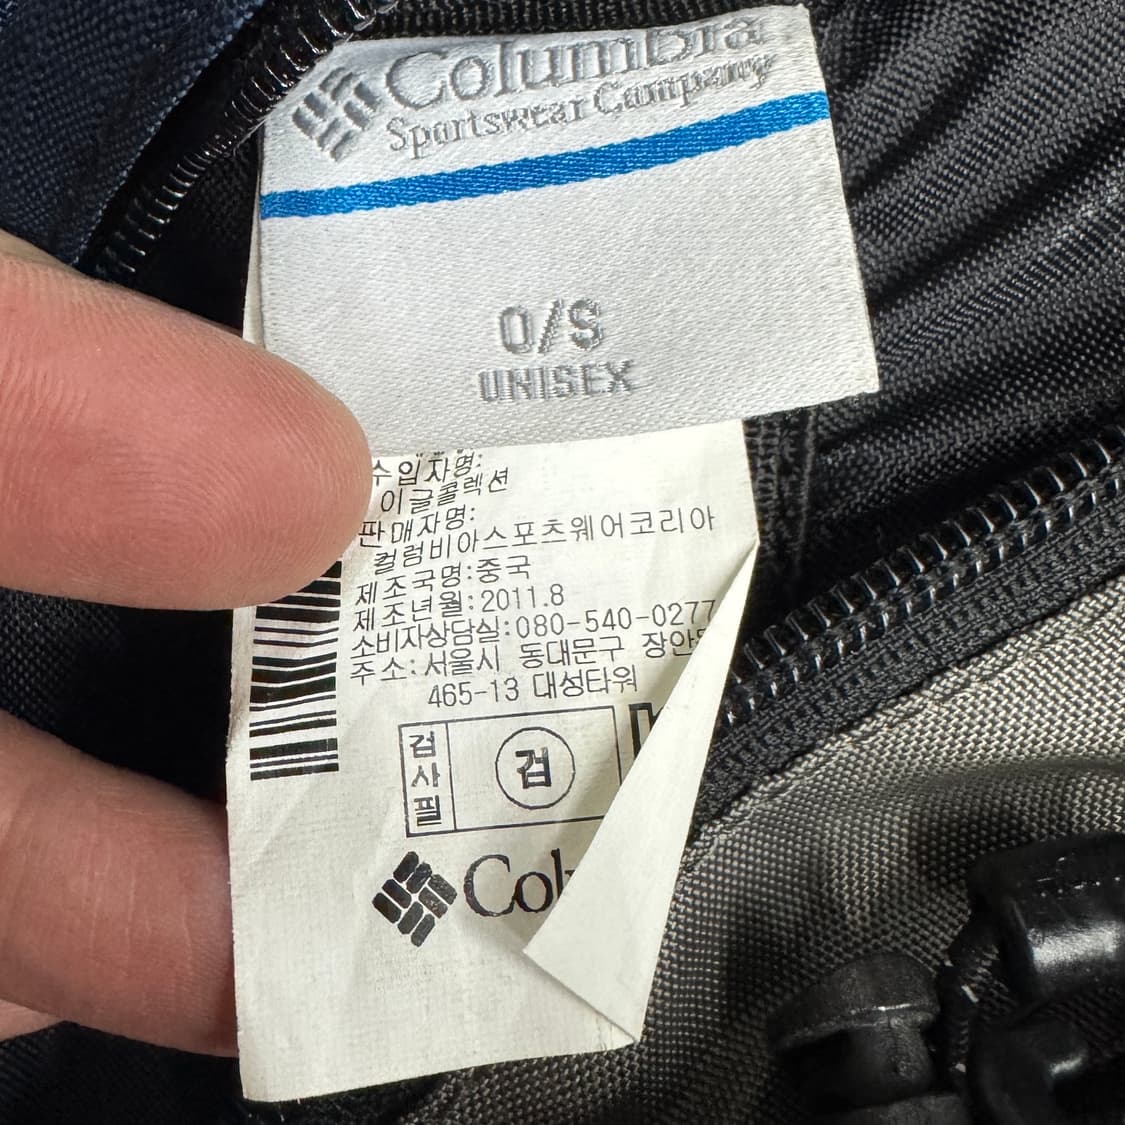 Columbia
Sportswear Company
O/S
UNISEX
수입자명:
이글콜렉션
판매자명:
컬럼비아스포츠웨어코리아
제조국명:중국
제조년월:2011.8
소비자상담실:080-540-0277
주소:서울시 동대문구 장안
465-13 대성타워
검사필
검
Col